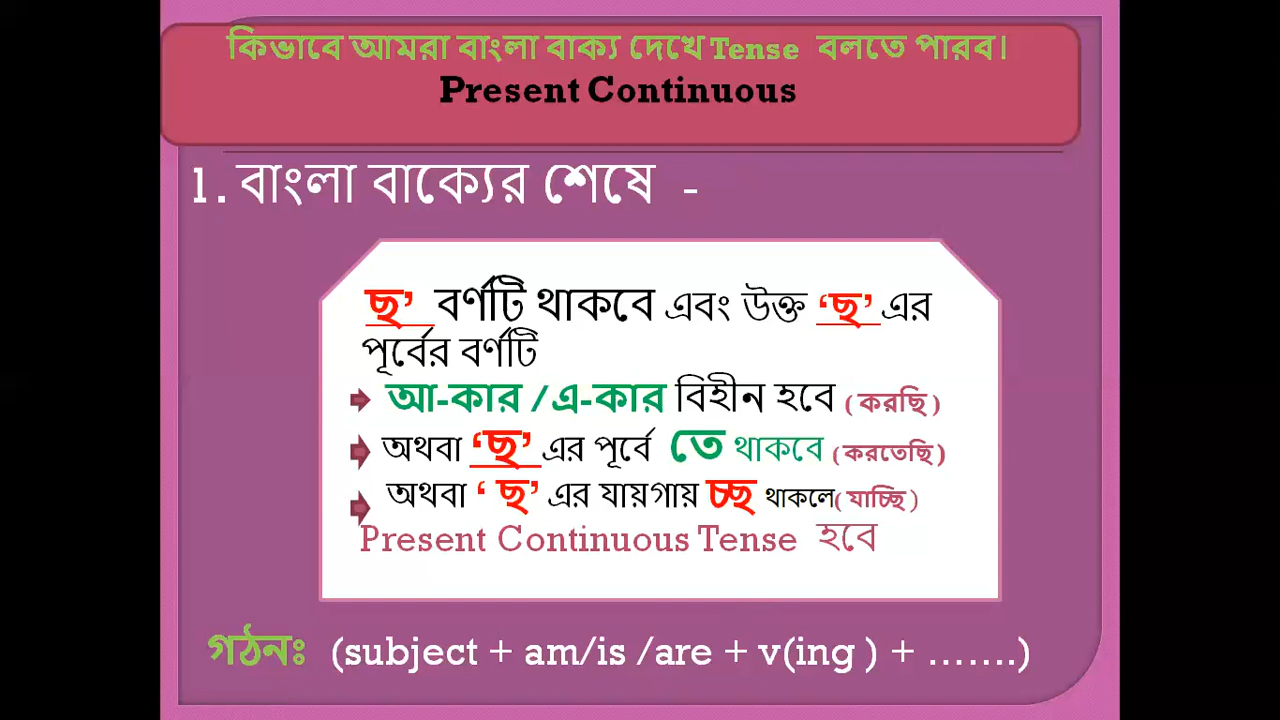 কিভাবে আমরা বাংলা বাক্য দেখে Tense বলতে পারব।
Present Continuous
1. বাংলা বাক্যের শেষে -
ছ’ বর্ণটি থাকবে এবং উক্ত ‘ছ’ এর
পূর্বের বর্ণটি
আ-কার /এ-কার বিহীন হবে ( করছি )
অথবা ‘ছ’ এর পূর্বে তে থাকবে ( করতেছি )
অথবা ‘ ছ’ এর যায়গায় চ্ছ থাকলে( যাচ্ছি )
Present Continuous Tense হবে
গঠনঃ (subject + am/is /are + v(ing ) + …….)